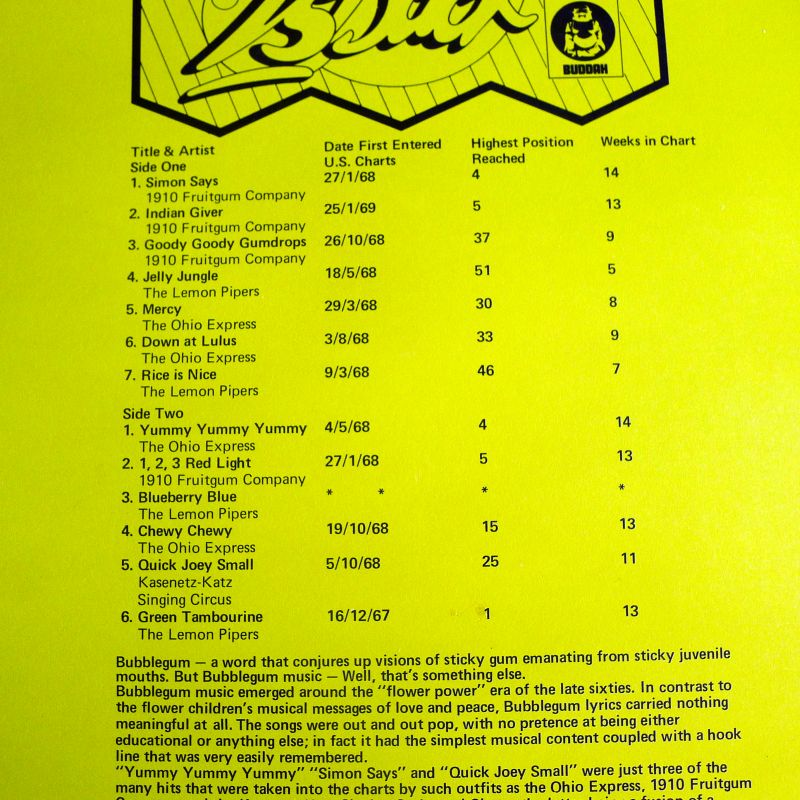 BUDDAH
Title & Artist Date First Entered U.S. Charts Highest Position Reached Weeks in Chart
Side One
1. Simon Says 27/1/68 4 14
1910 Fruitgum Company
2. Indian Giver 25/1/69 5 13
1910 Fruitgum Company
3. Goody Goody Gumdrops 26/10/68 37 9
1910 Fruitgum Company
4. Jelly Jungle 18/5/68 51 5
The Lemon Pipers
5. Mercy 29/3/68 30 8
The Ohio Express
6. Down at Lulus 3/8/68 33 9
The Ohio Express
7. Rice is Nice 9/3/68 46 7
The Lemon Pipers
Side Two
1. Yummy Yummy Yummy 4/5/68 4 14
The Ohio Express
2. 1, 2, 3 Red Light 27/1/68 5 13
1910 Fruitgum Company
3. Blueberry Blue * * * *
The Lemon Pipers
4. Chewy Chewy 19/10/68 15 13
The Ohio Express
5. Quick Joey Small 5/10/68 25 11
Kasenetz-Katz
Singing Circus
6. Green Tambourine 16/12/67 1 13
The Lemon Pipers
Bubblegum — a word that conjures up visions of sticky gum emanating from sticky juvenile
mouths. But Bubblegum music — Well, that's something else.
Bubblegum music emerged around the "flower power" era of the late sixties. In contrast to
the flower children's musical messages of love and peace, Bubblegum lyrics carried nothing
meaningful at all. The songs were out and out pop, with no pretence at being either
educational or anything else; in fact it had the simplest musical content coupled with a hook
line that was very easily remembered.
"Yummy Yummy Yummy" "Simon Says" and "Quick Joey Small" were just three of the
many hits that were taken into the charts by such outfits as the Ohio Express, 1910 Fruitgum